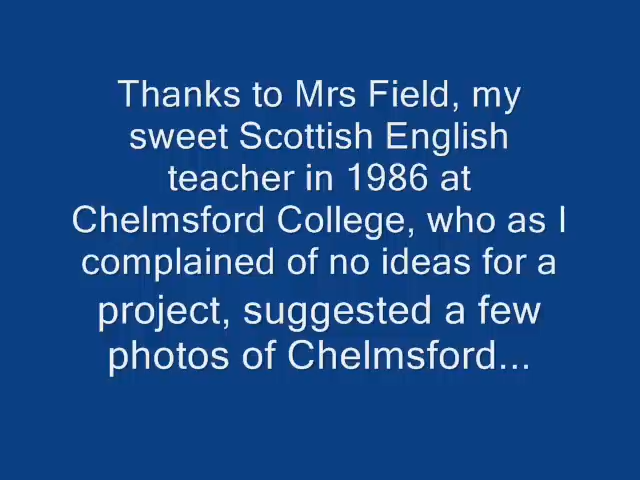 Thanks to Mrs Field, my
sweet Scottish English
teacher in 1986 at
Chelmsford College, who as I
complained of no ideas for a
project, suggested a few
photos of Chelmsford...